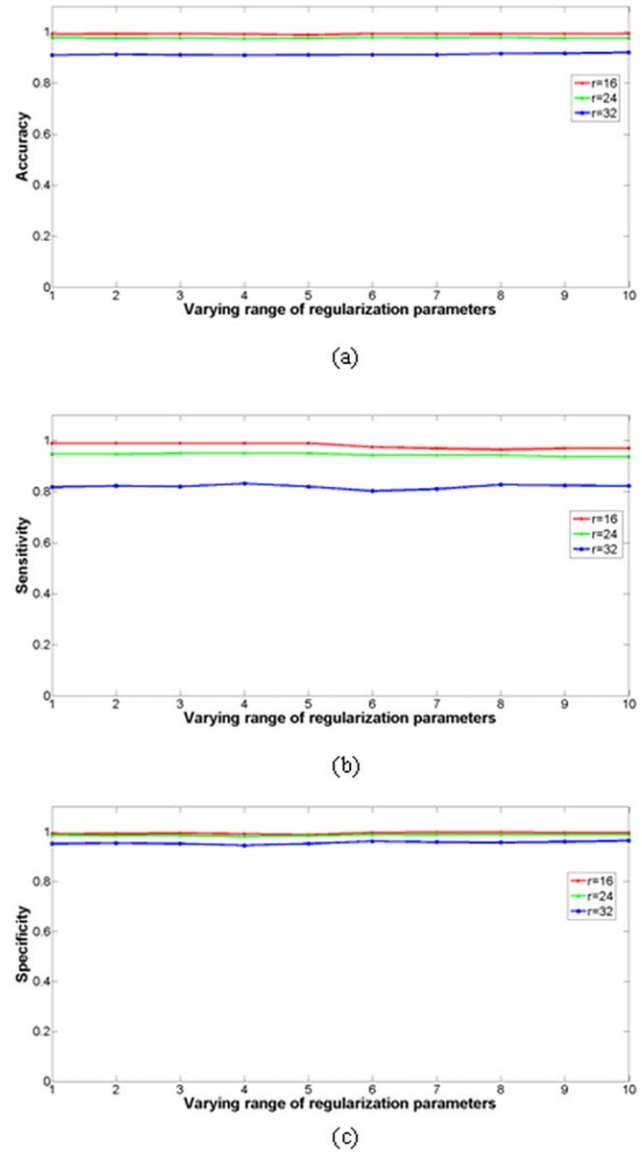 1
0.8
0.6
0.4
0.2
0
Accuracy
r=16
r=24
r=32
1 2 3 4 5 6 7 8 9 10
Varying range of regularization parameters
(a)
1
0.8
0.6
0.4
0.2
0
Sensitivity
r=16
r=24
r=32
1 2 3 4 5 6 7 8 9 10
Varying range of regularization parameters
(b)
1
0.8
0.6
0.4
0.2
0
Specificity
r=16
r=24
r=32
1 2 3 4 5 6 7 8 9 10
Varying range of regularization parameters
(c)